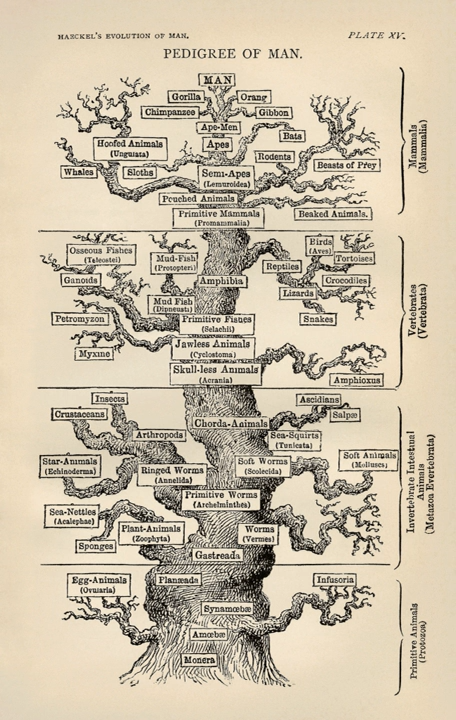 HAECKEL'S EVOLUTION OF MAN.
PLATE XV.
PEDIGREE OF MAN.
MAN
Gorilla
Orang
Chimpanzee
Gibbon
Ape-Men
Bats
Apes
Hoofed Animals
(Ungulata)
Rodents
Whales
Sloths
Semi-Apes
(Lemuroidea)
Beasts of Prey
Pouched Animals
Primitive Mammals
(Promammalia)
Beaked Animals.
Mammals
(Mammalia)
Osseous Fishes
(Teleostei)
Mud-Fish
(Protopteri)
Birds
(Aves)
Tortoises
Reptiles
Ganoids
Amphibia
Crocodiles
Lizards
Mud Fish
(Dipneusta)
Petromyzon
Primitive Fishes
(Selachii)
Snakes
Jawless Animals
(Cyclostoma)
Myxine
Skull-less Animals
(Acrania)
Amphioxus
Vertebrates
(Vertebrata)
Insects
Ascidians
Crustaceans
Salpæ
Chorda-Animals
Arthropods
Sea-Squirts
(Tunicata)
Star-Animals
(Echinoderma)
Ringed Worms
(Annelida)
Soft Worms
(Scolecida)
Soft Animals
(Molluscs)
Primitive Worms
(Archelminthes)
Sea-Nettles
(Acalephae)
Plant-Animals
(Zoophyta)
Worms
(Vermes)
Sponges
Gastreada
Invertebrate Intestinal
Animals
(Metazoa Evertebrata)
Egg-Animals
(Ovularia)
Planæada
Infusoria
Synamœbæ
Amœbæ
Monera
Primitive Animals
(Protozoa)